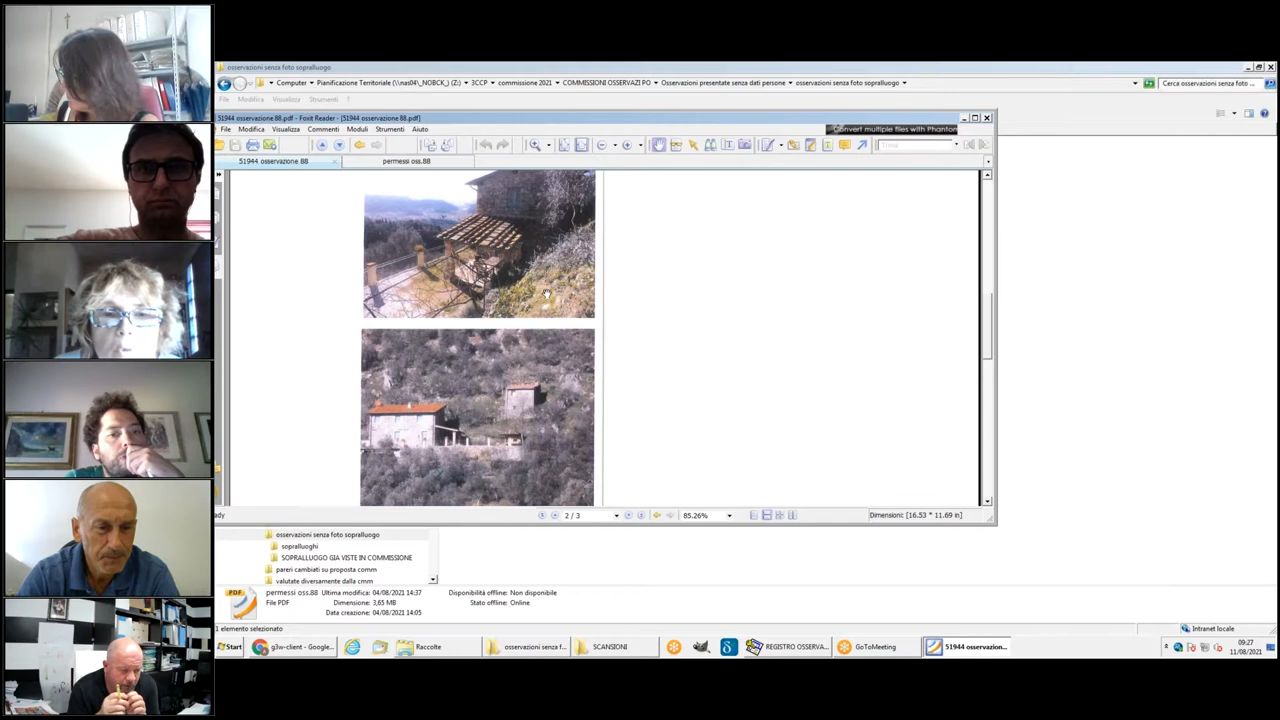 osservazioni senza foto sopralluogo
Computer
Pianificazione Territoriale (\\nas04\_NOBCK_) (Z:)
3CCP
commissione 2021
COMMISSIONI OSSERVAZI PO
Osservazioni presentate senza dati persone
osservazioni senza foto sopralluogo
Cerca osservazioni senza foto ...
File Modifica Visualizza Strumenti ?
51944 osservazione 88.pdf - Foxit Reader - [51944 osservazione 88.pdf]
File Modifica Visualizza Commenti Moduli Strumenti Aiuto
Convert multiple files with Phantom
Trova
51944 osservazione 88
permessi oss.88
2 / 3
85.26%
Dimensioni: [16.53 * 11.69 in]
osservazioni senza foto sopralluogo
sopralluoghi
SOPRALLUOGO GIA VISTE IN COMMISSIONE
pareri cambiati su proposta comm
valutate diversamente dalla cmm
PDF
permessi oss.88 Ultima modifica: 04/08/2021 14:37 Disponibilità offline: Non disponibile
File PDF Dimensione: 3,65 MB Stato offline: Online
Data creazione: 04/08/2021 14:05
1 elemento selezionato
Intranet locale
Start
g3w-client - Google...
Raccolte
osservazioni senza f...
SCANSIONI
REGISTRO OSSERVA...
GoToMeeting
51944 osservazion...
09:27
11/08/2021